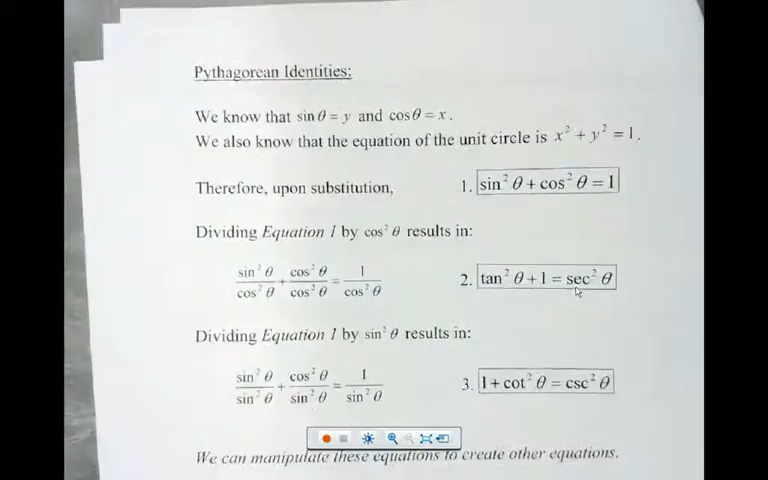 Pythagorean Identities:
We know that sin θ = y and cos θ = x.
We also know that the equation of the unit circle is x² + y² = 1.
Therefore, upon substitution, 1. sin² θ + cos² θ = 1
Dividing Equation 1 by cos² θ results in:
sin² θ / cos² θ + cos² θ / cos² θ = 1 / cos² θ 2. tan² θ + 1 = sec² θ
Dividing Equation 1 by sin² θ results in:
sin² θ / sin² θ + cos² θ / sin² θ = 1 / sin² θ 3. 1 + cot² θ = csc² θ
We can manipulate these equations to create other equations.